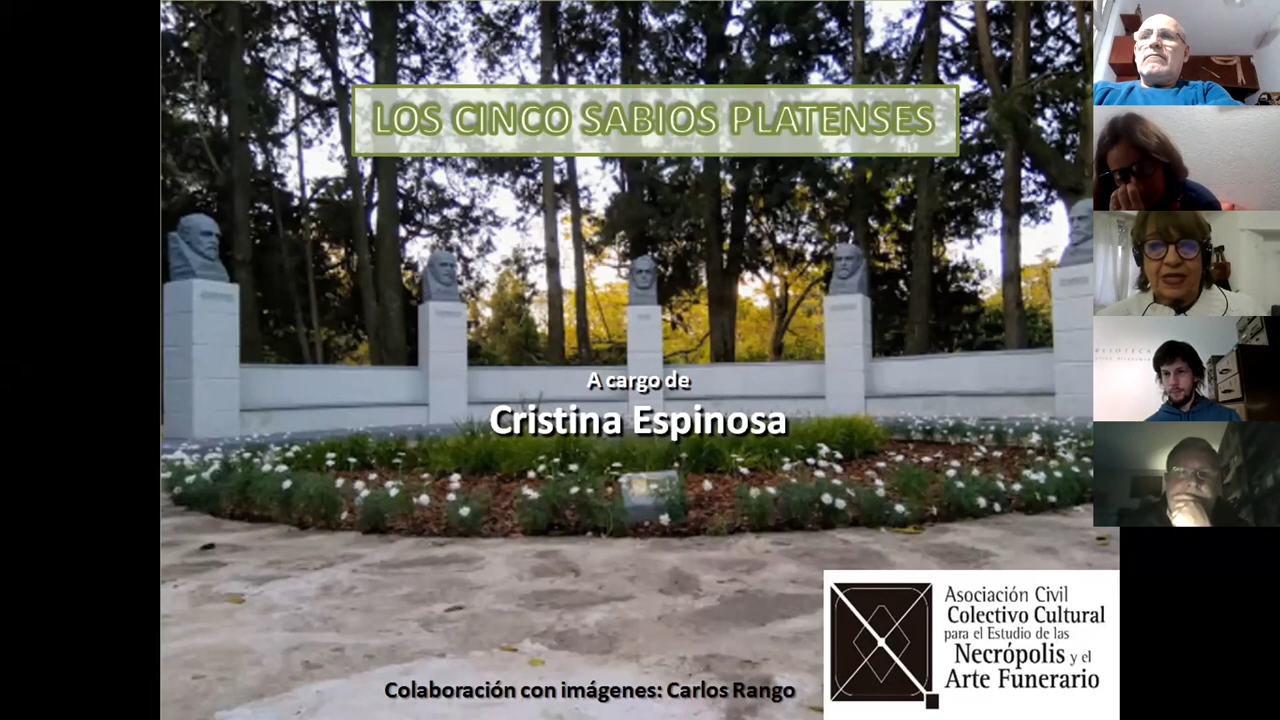 LOS CINCO SABIOS PLATENSES
A cargo de
Cristina Espinosa
Colaboración con imágenes: Carlos Rango
Asociación Civil
Colectivo Cultural
para el Estudio de las
Necrópolis y el
Arte Funerario